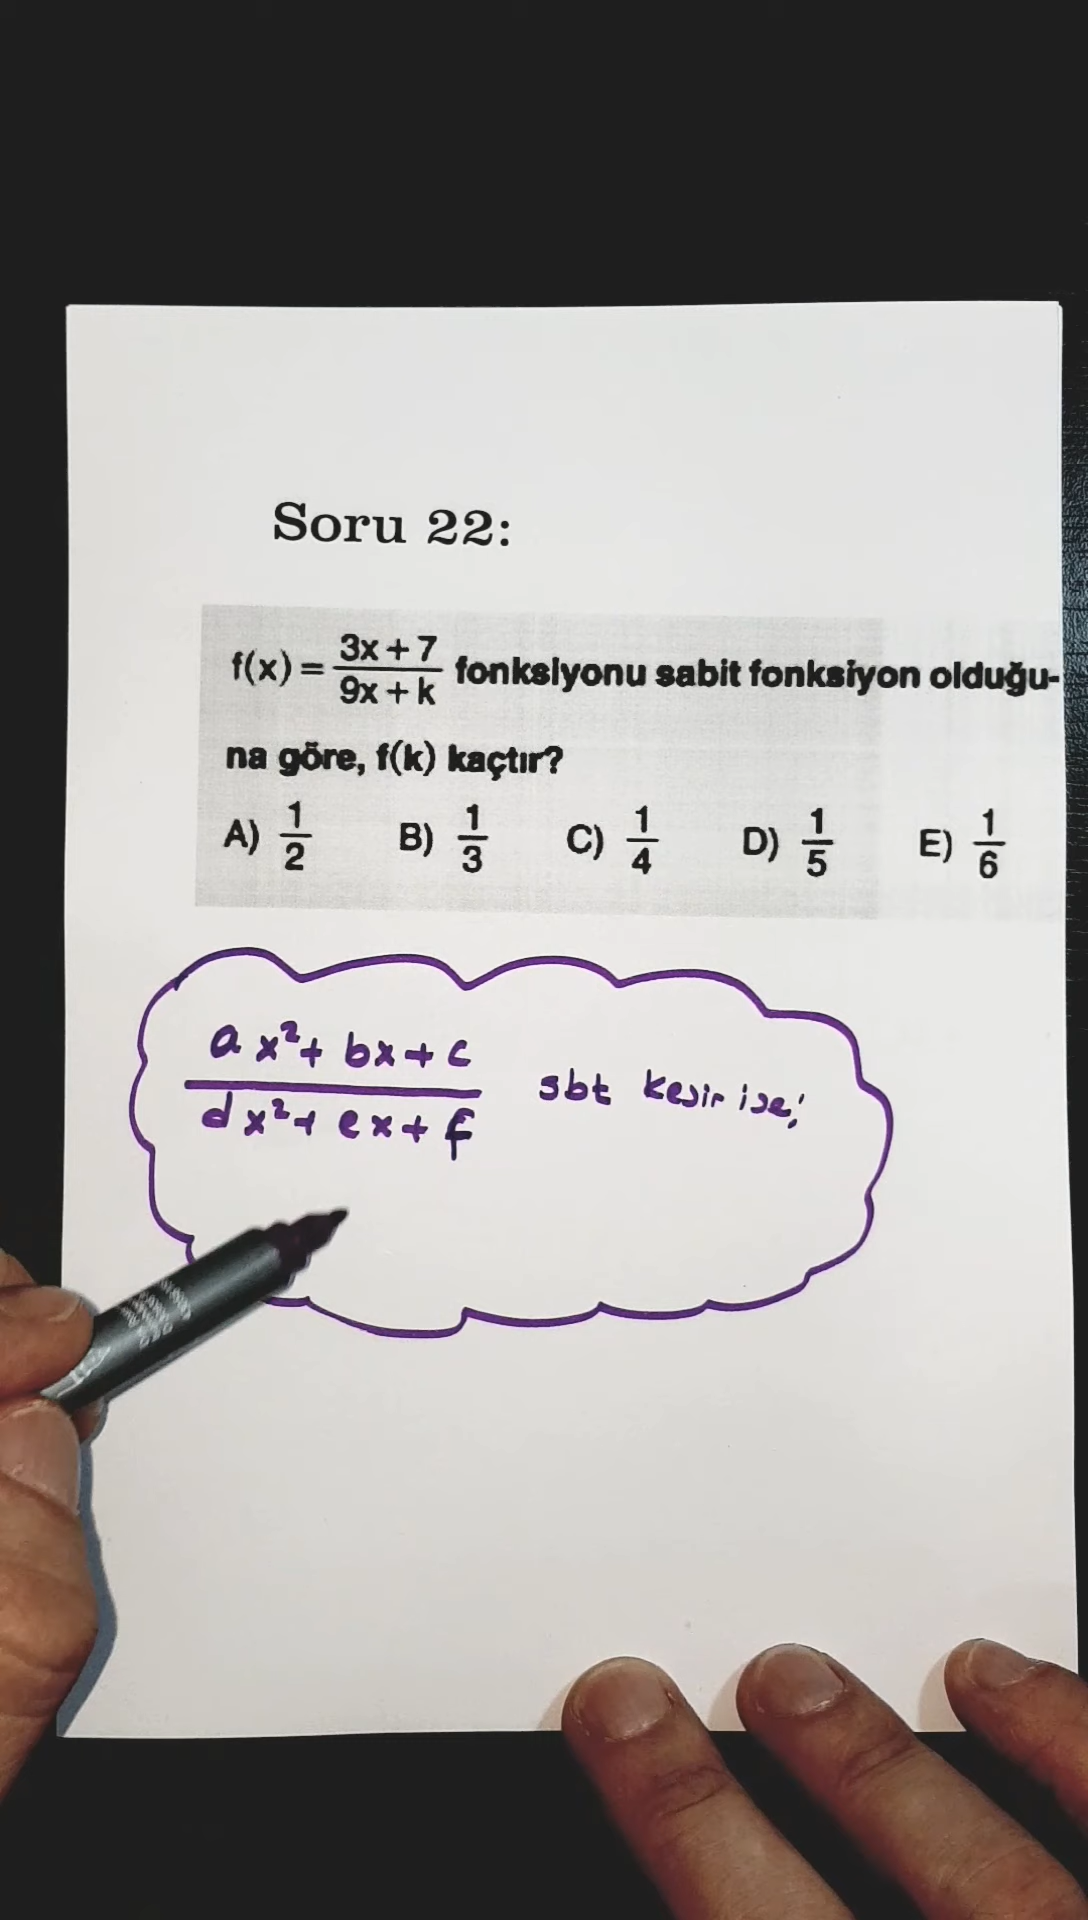 Soru 22:
f(x) = 3x + 7 / 9x + k fonksiyonu sabit fonksiyon olduğu-
na göre, f(k) kaçtır?
A) 1/2 B) 1/3 C) 1/4 D) 1/5 E) 1/6
ax² + bx + c / dx² + ex + f sbt kesir ise;